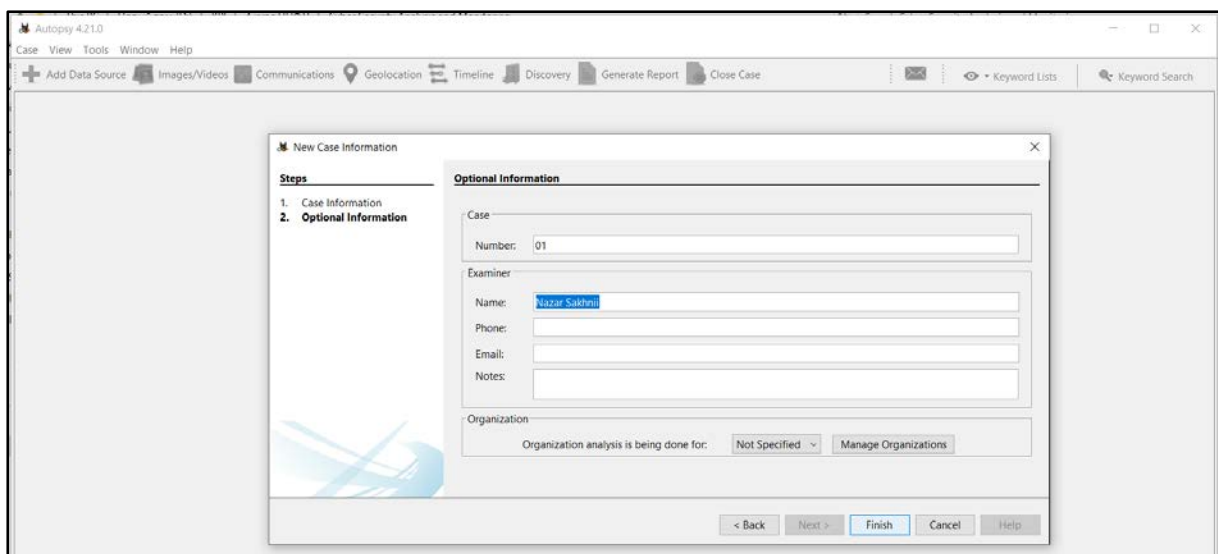 Autopsy 4.21.0
Case View Tools Window Help
Add Data Source Images/Videos Communications Geolocation Timeline Discovery Generate Report Close Case Keyword Lists Keyword Search
New Case Information
Steps
1. Case Information
2. Optional Information
Optional Information
Case
Number: 01
Examiner
Name: Nazar Sakhnii
Phone:
Email:
Notes:
Organization
Organization analysis is being done for: Not Specified Manage Organizations
< Back Next > Finish Cancel Help